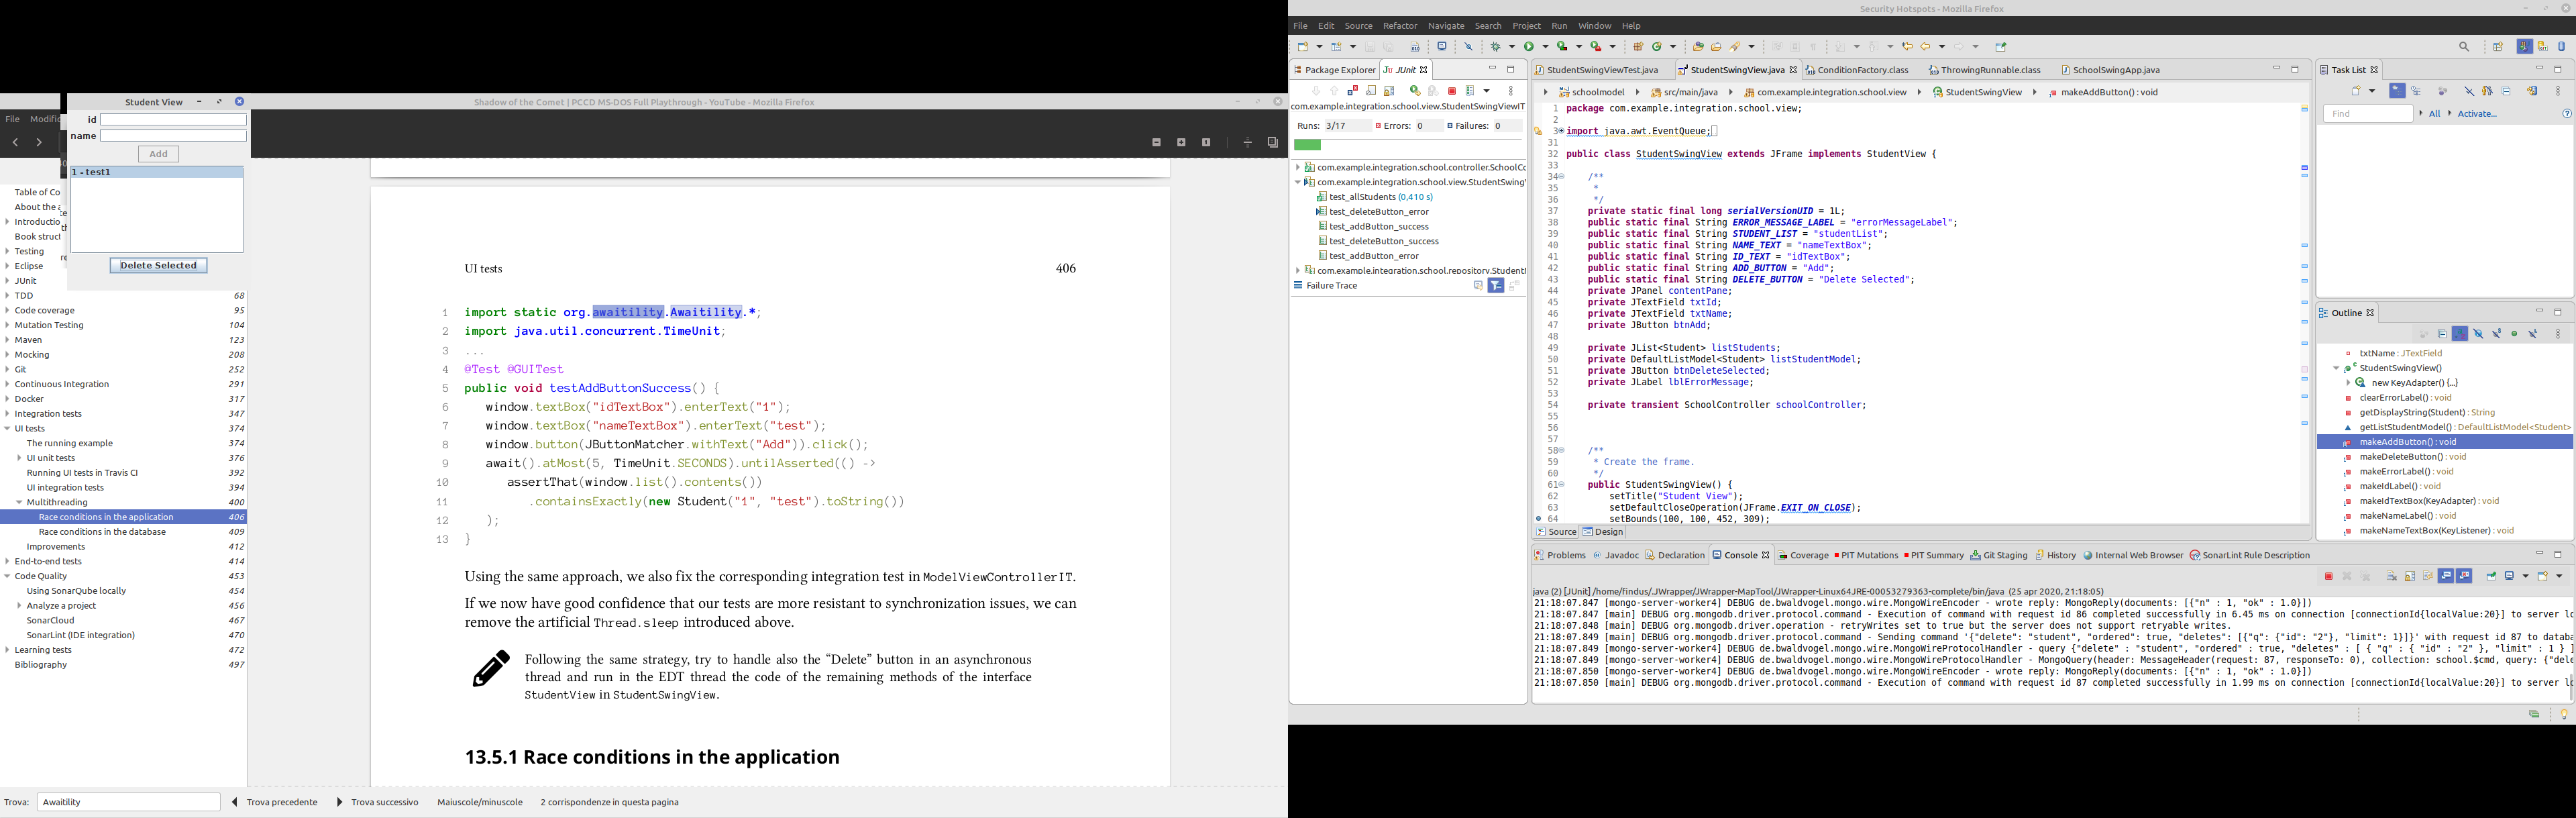 Security Hotspots - Mozilla Firefox
File Edit Source Refactor Navigate Search Project Run Window Help
Shadow of the Comet | PCCD MS-DOS Full Playthrough - YouTube - Mozilla Firefox
File Modific
Student View
id
name
Add
1 - test1
Delete Selected
Table of Co
About the a
Introductio
Book struct
Testing
Eclipse
JUnit
TDD 68
Code coverage 95
Mutation Testing 104
Maven 123
Mocking 208
Git 252
Continuous Integration 291
Docker 317
Integration tests 347
UI tests 374
The running example 374
UI unit tests 376
Running UI tests in Travis CI 392
UI integration tests 394
Multithreading 400
Race conditions in the application 406
Race conditions in the database 409
Improvements 412
End-to-end tests 414
Code Quality 453
Using SonarQube locally 454
Analyze a project 456
SonarCloud 467
SonarLint (IDE integration) 470
Learning tests 472
Bibliography 497
UI tests 406
1 import static org.awaitility.Awaitility.*;
2 import java.util.concurrent.TimeUnit;
3 ...
4 @Test @GUITest
5 public void testAddButtonSuccess() {
6 window.textBox("idTextBox").enterText("1");
7 window.textBox("nameTextBox").enterText("test");
8 window.button(JButtonMatcher.withText("Add")).click();
9 await().atMost(5, TimeUnit.SECONDS).untilAsserted(() ->
10 assertThat(window.list().contents())
11 .containsExactly(new Student("1", "test").toString())
12 );
13 }
Using the same approach, we also fix the corresponding integration test in ModelViewControllerIT.
If we now have good confidence that our tests are more resistant to synchronization issues, we can
remove the artificial Thread.sleep introduced above.
Following the same strategy, try to handle also the “Delete” button in an asynchronous
thread and run in the EDT thread the code of the remaining methods of the interface
StudentView in StudentSwingView.
13.5.1 Race conditions in the application
Trova: Awaitility Trova precedente Trova successivo Maiuscole/minuscole 2 corrispondenze in questa pagina
Package Explorer JUnit
com.example.integration.school.view.StudentSwingViewIT
Runs: 3/17 Errors: 0 Failures: 0
com.example.integration.school.controller.SchoolCo
com.example.integration.school.view.StudentSwing
test_allStudents (0,410 s)
test_deleteButton_error
test_addButton_success
test_deleteButton_success
test_addButton_error
com.example.integration.school.repository.Student
Failure Trace
StudentSwingViewTest.java StudentSwingView.java ConditionFactory.class ThrowingRunnable.class SchoolSwingApp.java
schoolmodel src/main/java com.example.integration.school.view StudentSwingView makeAddButton() : void
1 package com.example.integration.school.view;
2
3 import java.awt.EventQueue;
31
32 public class StudentSwingView extends JFrame implements StudentView {
33
34 /**
35 *
36 */
37 private static final long serialVersionUID = 1L;
38 public static final String ERROR_MESSAGE_LABEL = "errorMessageLabel";
39 public static final String STUDENT_LIST = "studentList";
40 public static final String NAME_TEXT = "nameTextBox";
41 public static final String ID_TEXT = "idTextBox";
42 public static final String ADD_BUTTON = "Add";
43 public static final String DELETE_BUTTON = "Delete Selected";
44 private JPanel contentPane;
45 private JTextField txtId;
46 private JTextField txtName;
47 private JButton btnAdd;
48
49 private JList<Student> listStudents;
50 private DefaultListModel<Student> listStudentModel;
51 private JButton btnDeleteSelected;
52 private JLabel lblErrorMessage;
53
54 private transient SchoolController schoolController;
55
56
57
58 /**
59 * Create the frame.
60 */
61 public StudentSwingView() {
62 setTitle("Student View");
63 setDefaultCloseOperation(JFrame.EXIT_ON_CLOSE);
64 setBounds(100, 100, 452, 309);
Source Design
Task List
Find All Activate...
Outline
txtName : JTextField
StudentSwingView()
new KeyAdapter() {...}
clearErrorLabel() : void
getDisplayString(Student) : String
getListStudentModel() : DefaultListModel<Student>
makeAddButton() : void
makeDeleteButton() : void
makeErrorLabel() : void
makeIdLabel() : void
makeIdTextBox(KeyAdapter) : void
makeNameLabel() : void
makeNameTextBox(KeyListener) : void
Problems Javadoc Declaration Console Coverage PIT Mutations PIT Summary Git Staging History Internal Web Browser SonarLint Rule Description
java (2) [JUnit] /home/findus/.JWrapper/JWrapper-MapTool/JWrapper-Linux64JRE-00053279363-complete/bin/java (25 apr 2020, 21:18:05)
21:18:07.847 [mongo-server-worker4] DEBUG de.bwaldvogel.mongo.wire.MongoWireEncoder - wrote reply: MongoReply(documents: [{"n" : 1, "ok" : 1.0}])
21:18:07.847 [main] DEBUG org.mongodb.driver.protocol.command - Execution of command with request id 86 completed successfully in 6.45 ms on connection [connectionId{localValue:20}] to server lo
21:18:07.848 [main] DEBUG org.mongodb.driver.operation - retryWrites set to true but the server does not support retryable writes.
21:18:07.849 [main] DEBUG org.mongodb.driver.protocol.command - Sending command '{"delete": "student", "ordered": true, "deletes": [{"q": {"id": "2"}, "limit": 1}]}' with request id 87 to databa
21:18:07.849 [mongo-server-worker4] DEBUG de.bwaldvogel.mongo.wire.MongoWireProtocolHandler - query {"delete" : "student", "ordered" : true, "deletes" : [ { "q" : { "id" : "2" }, "limit" : 1 } ]
21:18:07.849 [mongo-server-worker4] DEBUG de.bwaldvogel.mongo.wire.MongoWireProtocolHandler - MongoQuery(header: MessageHeader(request: 87, responseTo: 0), collection: school.$cmd, query: {"dele
21:18:07.850 [mongo-server-worker4] DEBUG de.bwaldvogel.mongo.wire.MongoWireEncoder - wrote reply: MongoReply(documents: [{"n" : 1, "ok" : 1.0}])
21:18:07.850 [main] DEBUG org.mongodb.driver.protocol.command - Execution of command with request id 87 completed successfully in 1.99 ms on connection [connectionId{localValue:20}] to server lo